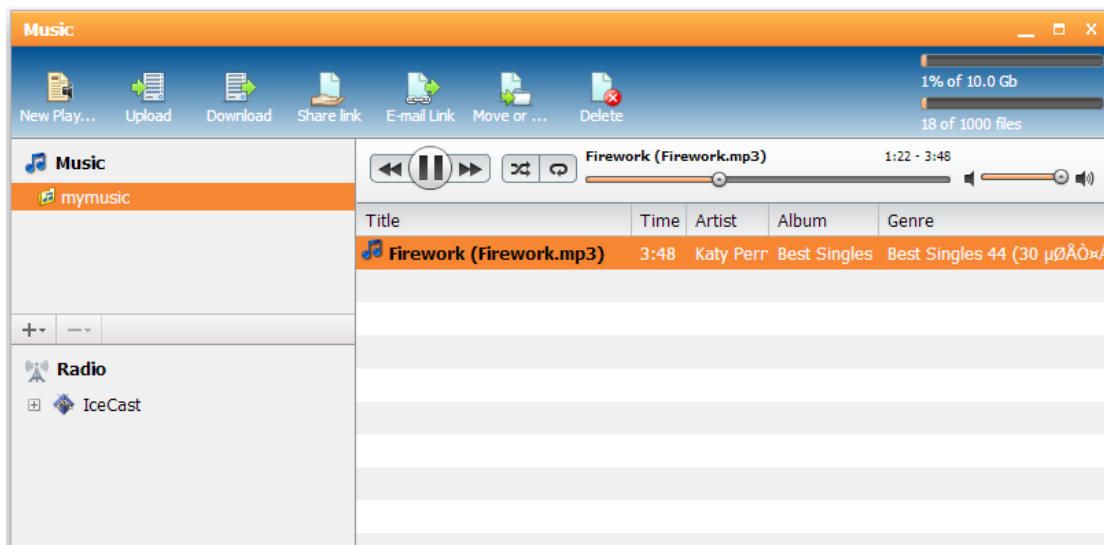 Music
New Play... Upload Download Share link E-mail Link Move or ... Delete
1% of 10.0 Gb
18 of 1000 files
Music
mymusic
Radio
IceCast
Firework (Firework.mp3) 1:22 - 3:48
Title Time Artist Album Genre
Firework (Firework.mp3) 3:48 Katy Perr Best Singles Best Singles 44 (30 µØÅÒ¤